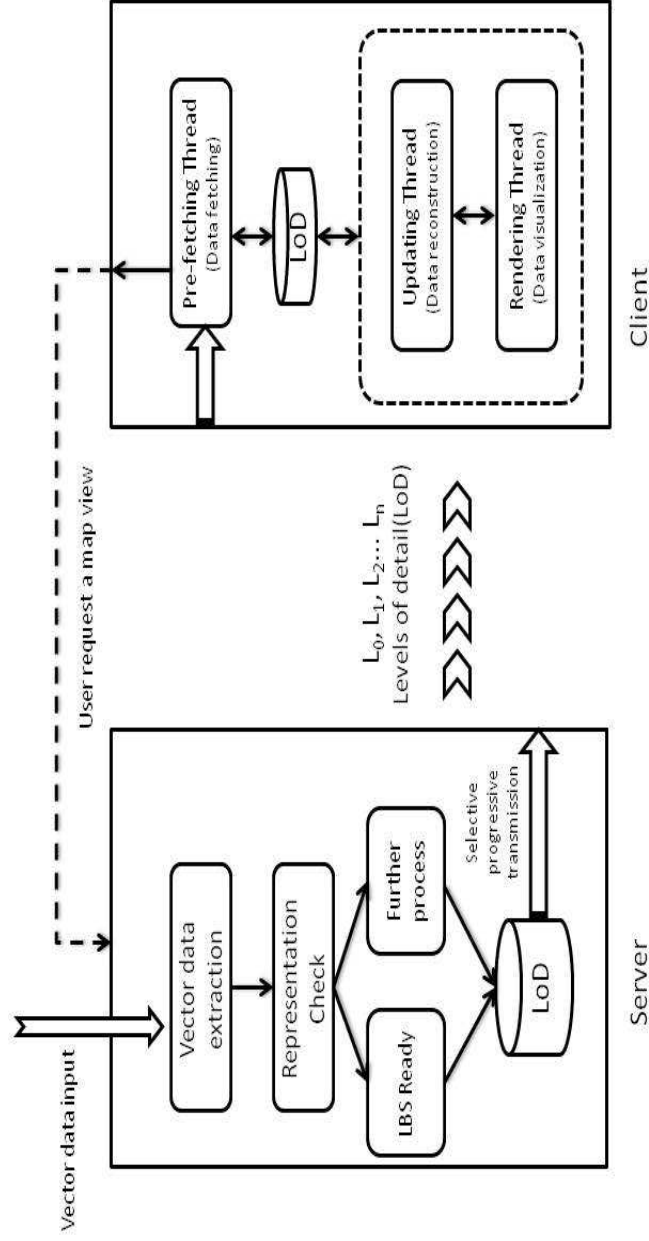 Vector data input
User request a map view
Vector data
extraction
Representation
Check
LBS Ready
Further
process
LoD
Selective
progressive
transmission
Server
L₀, L₁, L₂... Lₙ
Levels of detail(LoD)
Pre-fetching Thread
(Data fetching)
LoD
Updating Thread
(Data reconstruction)
Rendering Thread
(Data visualization)
Client